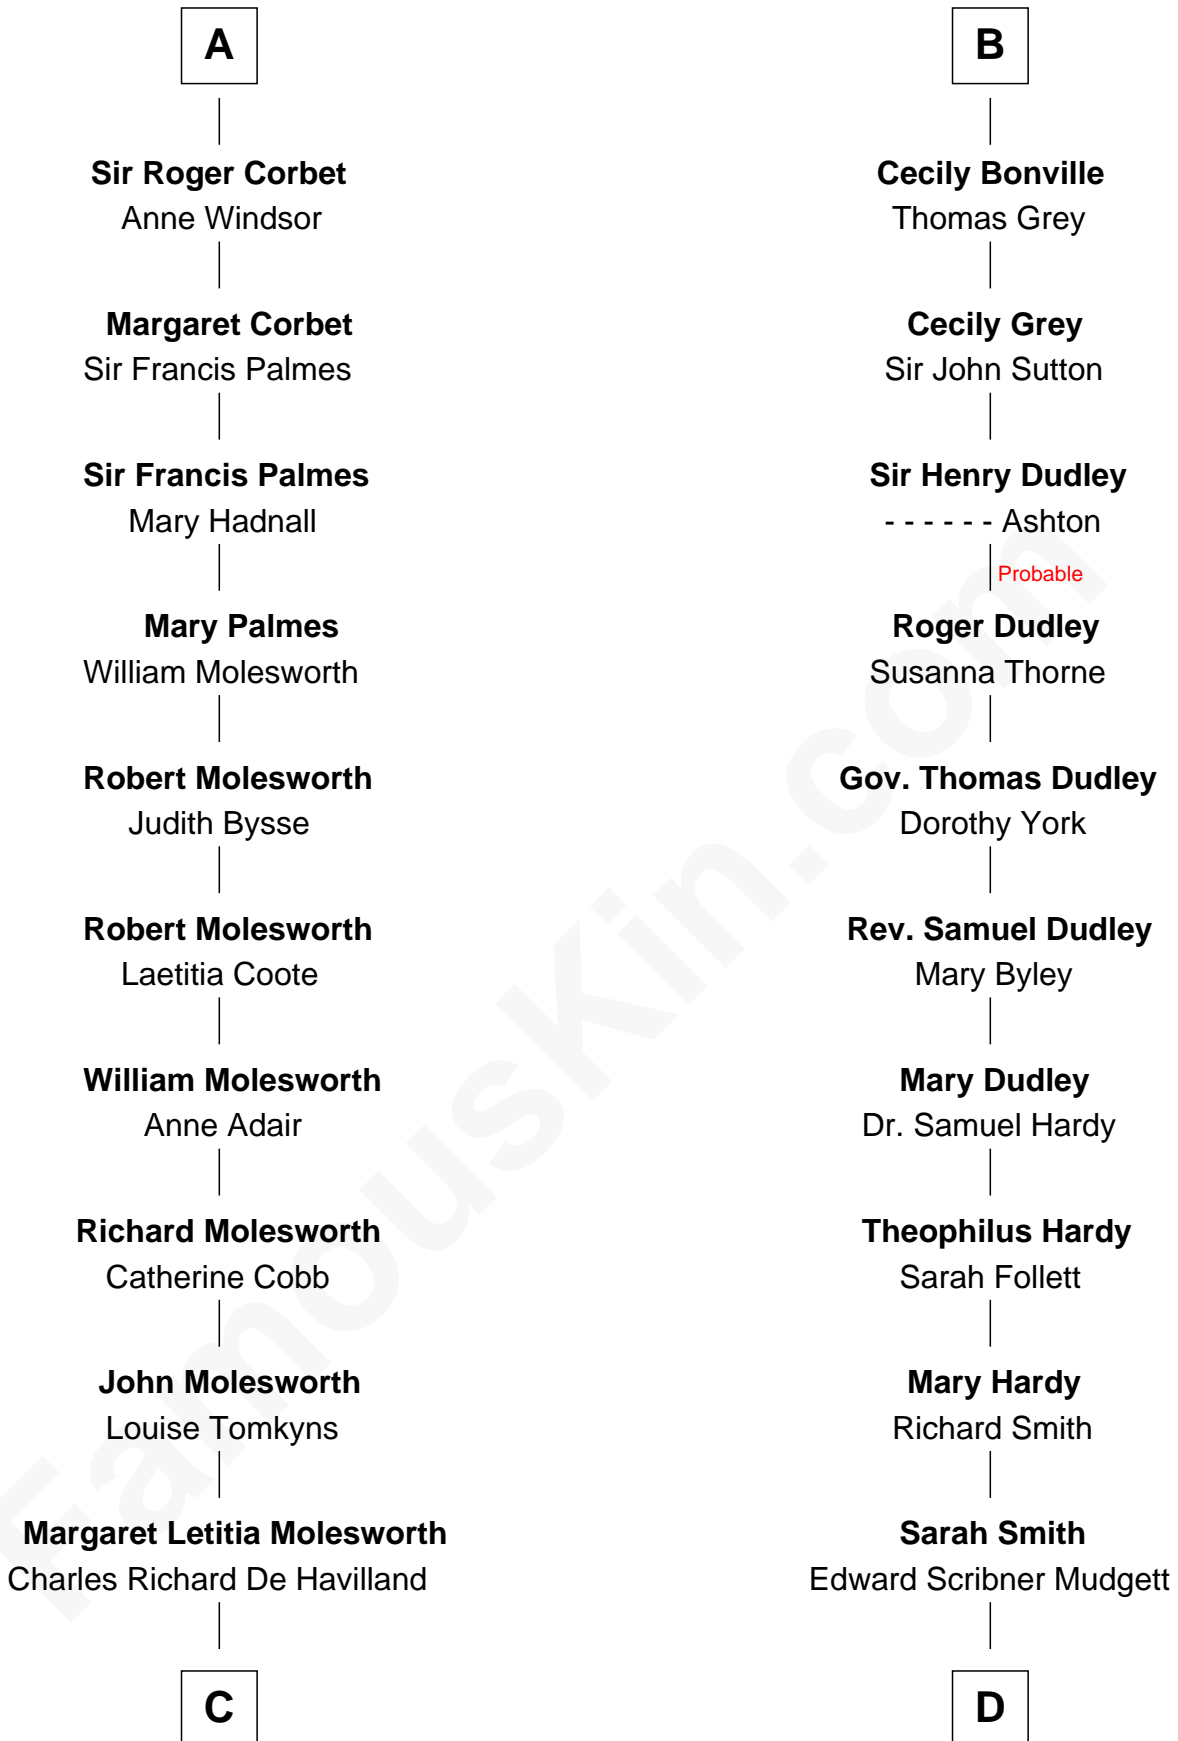 A
Sir Roger Corbet
Anne Windsor
Margaret Corbet
Sir Francis Palmes
Sir Francis Palmes
Mary Hadnall
Mary Palmes
William Molesworth
Robert Molesworth
Judith Bysse
Robert Molesworth
Laetitia Coote
William Molesworth
Anne Adair
Richard Molesworth
Catherine Cobb
John Molesworth
Louise Tomkyns
Margaret Letitia Molesworth
Charles Richard De Havilland
C
B
Cecily Bonville
Thomas Grey
Cecily Grey
Sir John Sutton
Sir Henry Dudley
- - - - - - Ashton
Probable
Roger Dudley
Susanna Thorne
Gov. Thomas Dudley
Dorothy York
Rev. Samuel Dudley
Mary Byley
Mary Dudley
Dr. Samuel Hardy
Theophilus Hardy
Sarah Follett
Mary Hardy
Richard Smith
Sarah Smith
Edward Scribner Mudgett
D
FamousKin.com